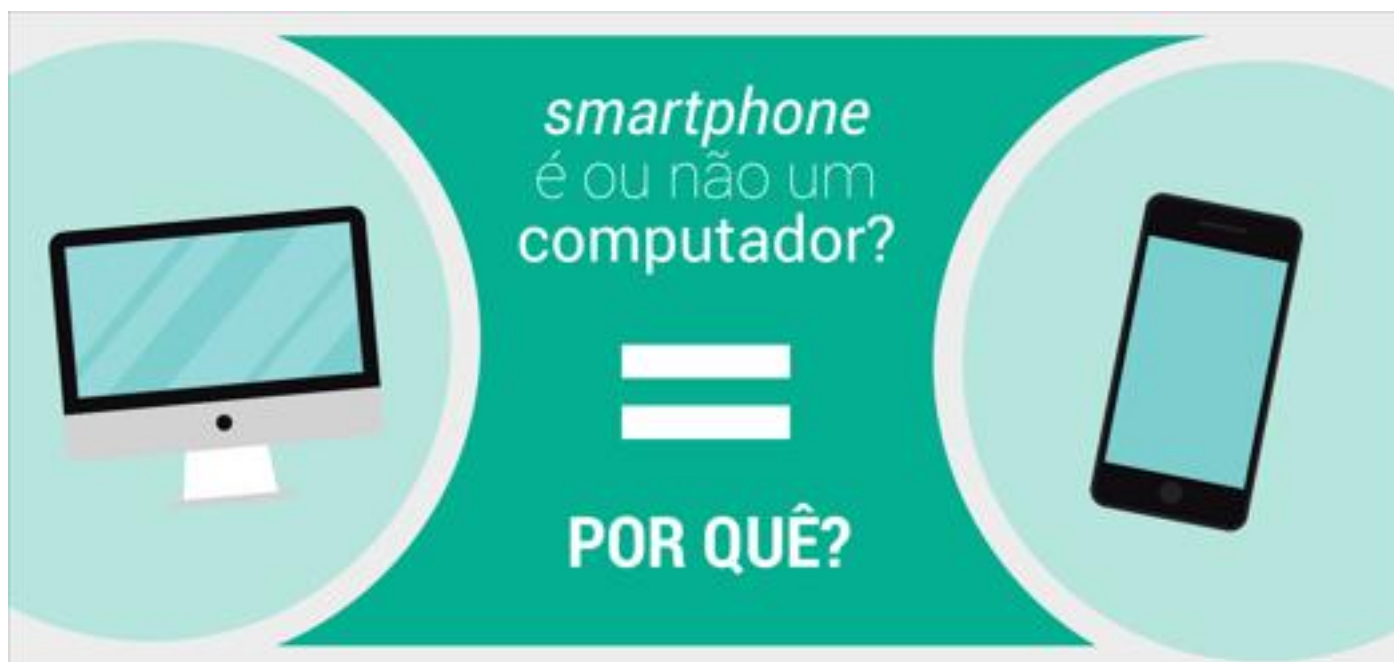 smartphone
é ou não um
computador?
=
POR QUÊ?